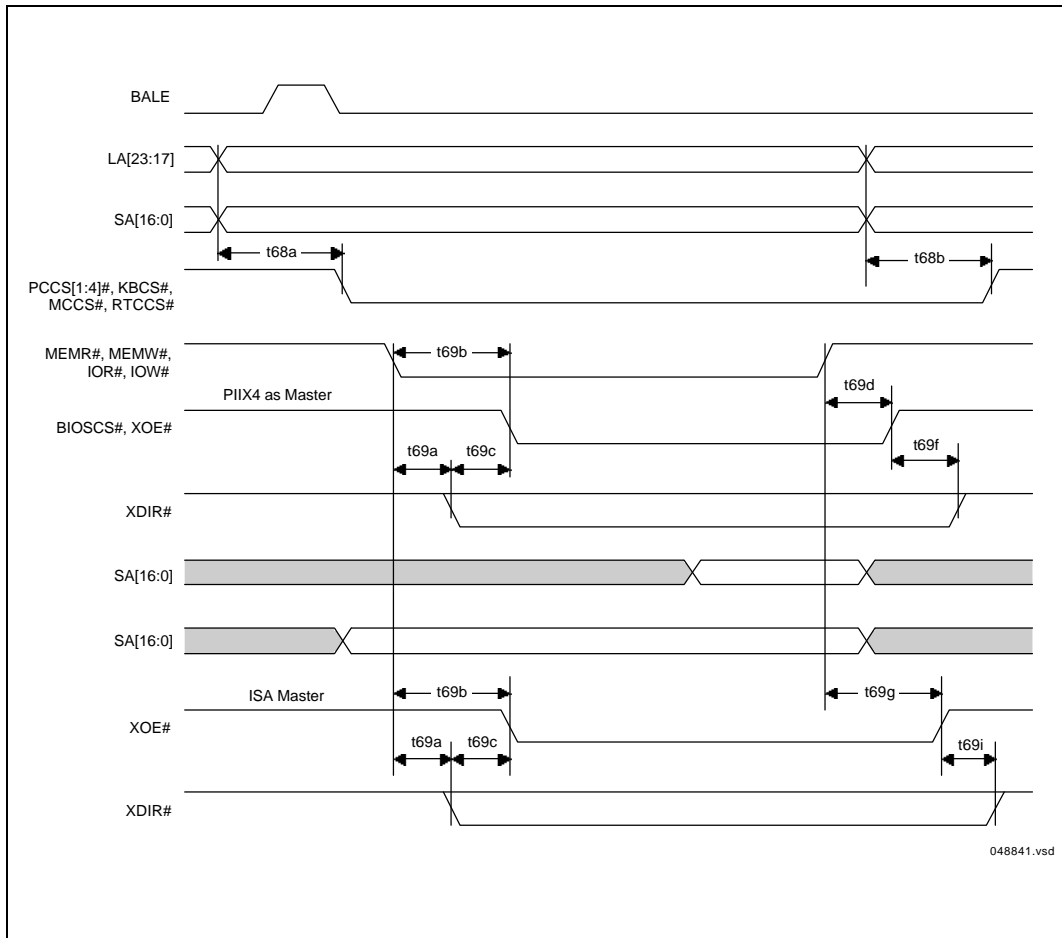 BALE
LA[23:17]
SA[16:0]
t68a
t68b
PCCS[1:4]#, KBCS#,
MCCS#, RTCCS#
MEMR#, MEMW#,
IOR#, IOW#
t69b
t69d
PIIX4 as Master
BIOSCS#, XOE#
t69a
t69c
t69f
XDIR#
SA[16:0]
SA[16:0]
t69b
t69g
ISA Master
XOE#
t69a
t69c
t69i
XDIR#
048841.vsd